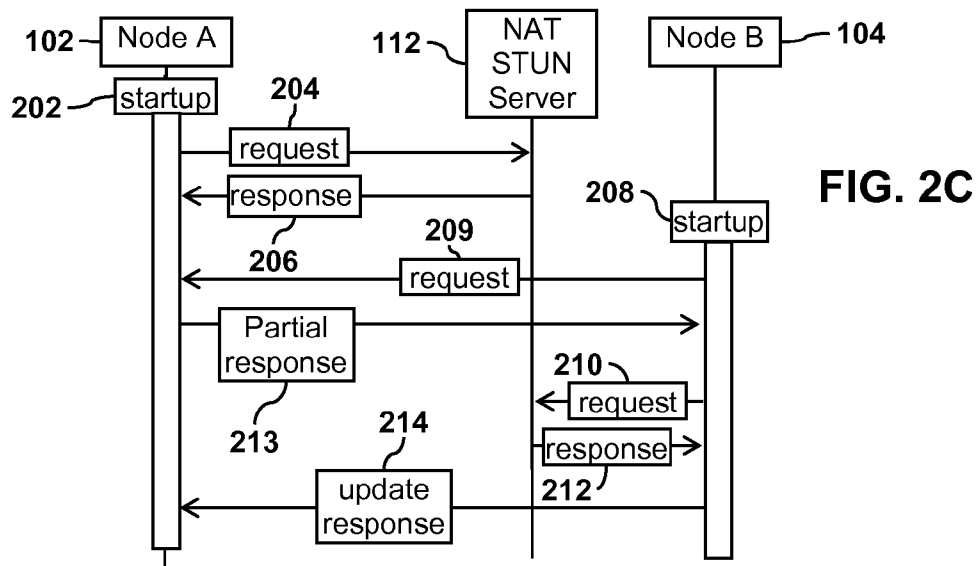 102
Node A
112
NAT
STUN
Server
Node B
104
202
startup
204
request
response
206
208
startup
FIG. 2C
209
request
Partial
response
213
210
request
response
212
214
update
response